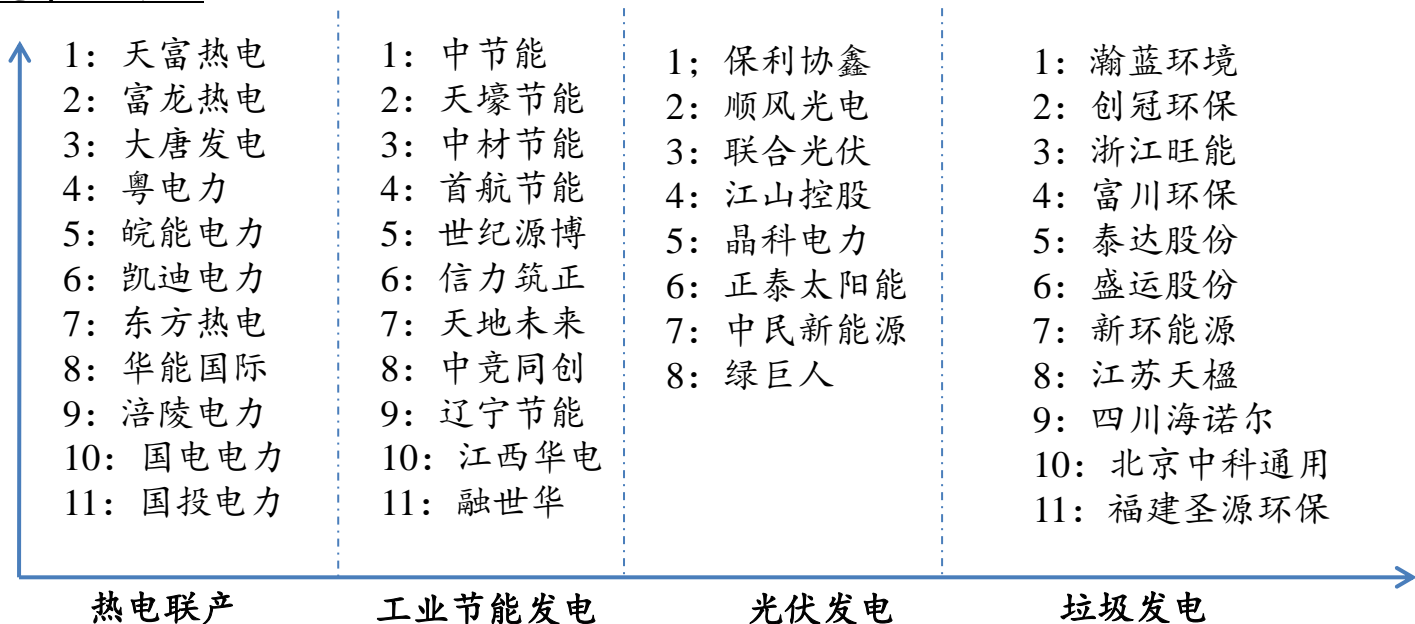 1：天富热电
2：富龙热电
3：大唐发电
4：粤电力
5：皖能电力
6：凯迪电力
7：东方热电
8：华能国际
9：涪陵电力
10：国电电力
11：国投电力
热电联产
1：中节能
2：天壕节能
3：中材节能
4：首航节能
5：世纪源博
6：信力筑正
7：天地未来
8：中竞同创
9：辽宁节能
10：江西华电
11：融世华
工业节能发电
1；保利协鑫
2：顺风光电
3：联合光伏
4：江山控股
5：晶科电力
6：正泰太阳能
7：中民新能源
8：绿巨人
光伏发电
1：瀚蓝环境
2：创冠环保
3：浙江旺能
4：富川环保
5：泰达股份
6：盛运股份
7：新环能源
8：江苏天楹
9：四川海诺尔
10：北京中科通用
11：福建圣源环保
垃圾发电